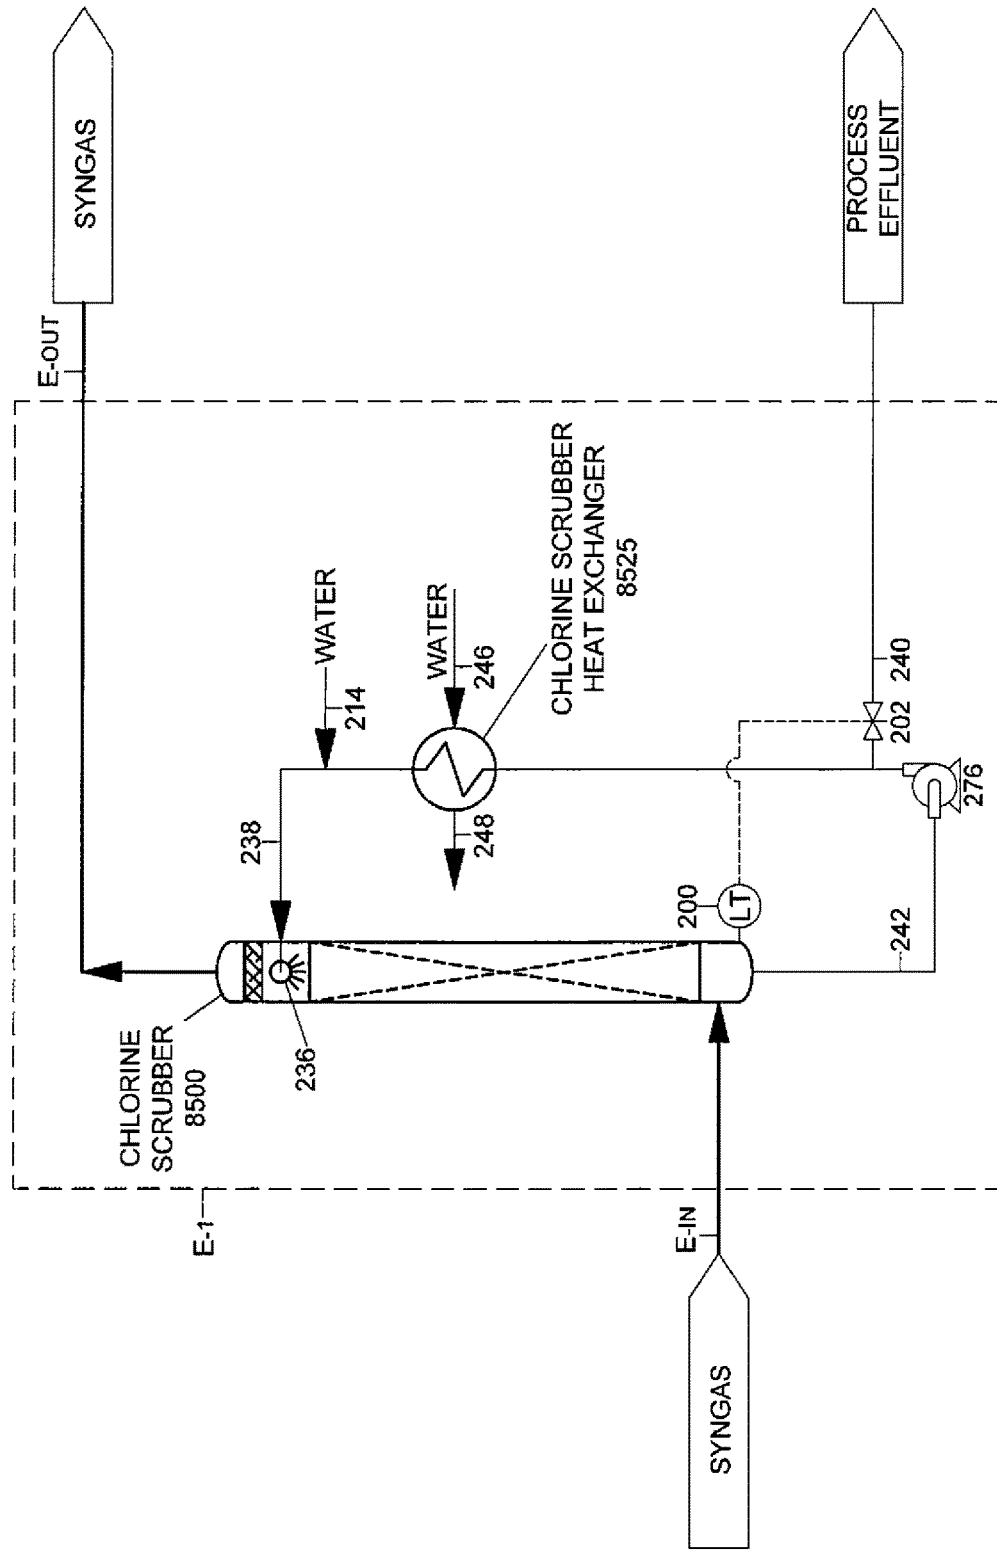 SYNGAS
E-OUT
PROCESS
EFFLUENT
E-1
CHLORINE
SCRUBBER
8500
236
238
WATER
214
WATER
246
248
CHLORINE SCRUBBER
HEAT EXCHANGER
8525
200
LT
202
240
242
276
E-IN
SYNGAS